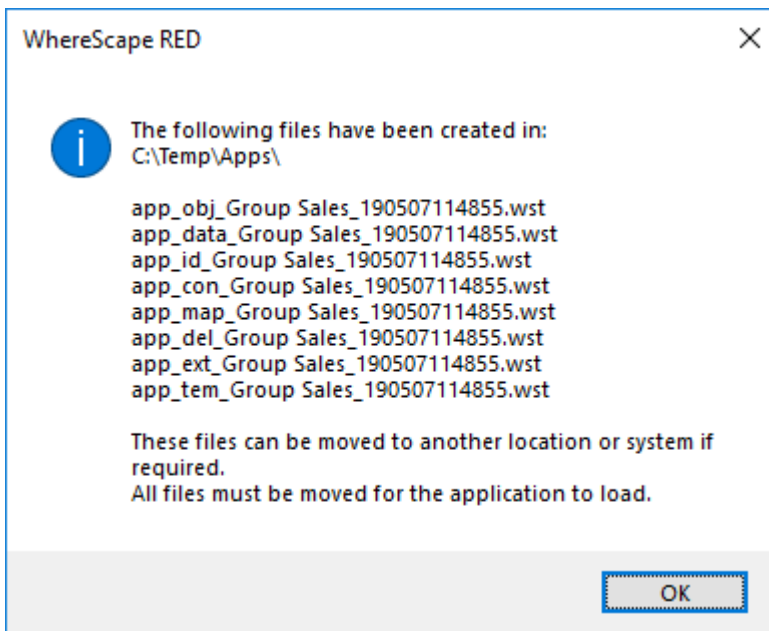 WhereScape RED
The following files have been created in:
C:\Temp\Apps\
app_obj_Group Sales_190507114855.wst
app_data_Group Sales_190507114855.wst
app_id_Group Sales_190507114855.wst
app_con_Group Sales_190507114855.wst
app_map_Group Sales_190507114855.wst
app_del_Group Sales_190507114855.wst
app_ext_Group Sales_190507114855.wst
app_tem_Group Sales_190507114855.wst
These files can be moved to another location or system if
required.
All files must be moved for the application to load.
OK